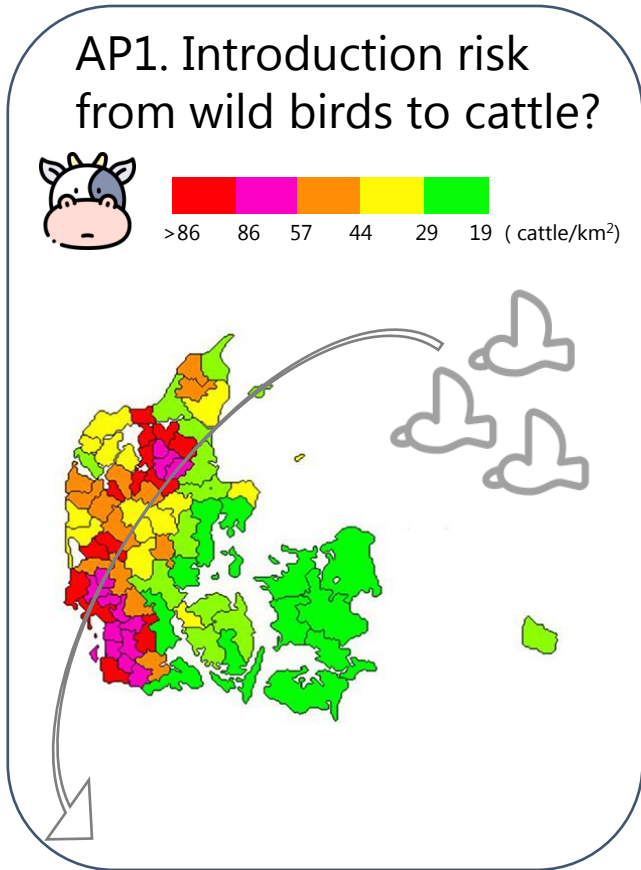 AP1. Introduction risk
from wild birds to cattle?
>86 86 57 44 29 19 ( cattle/km²)